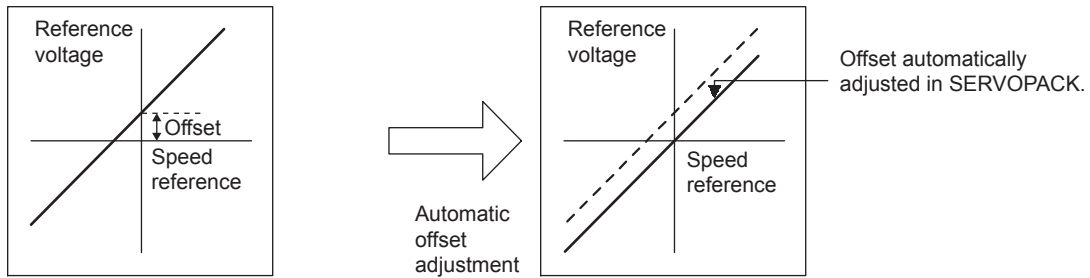 Reference
voltage
Offset
Speed
reference
Automatic
offset
adjustment
Reference
voltage
Speed
reference
Offset automatically
adjusted in SERVOPACK.